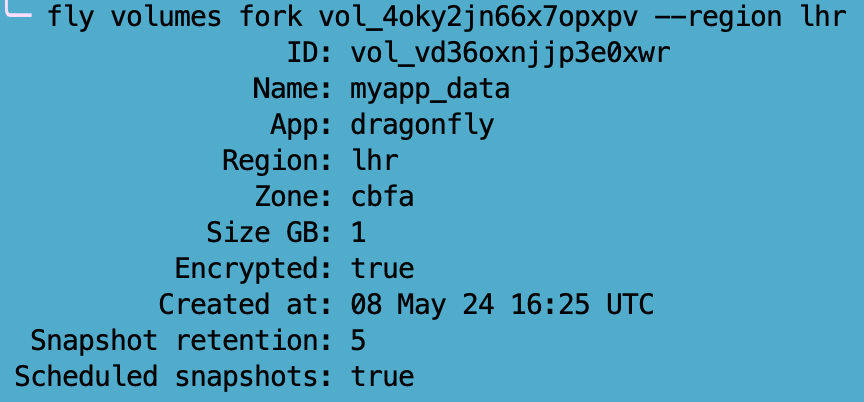 fly volumes fork vol_4oky2jn66x7opxpv --region lhr
ID: vol_vd36oxnjjp3e0xwr
Name: myapp_data
App: dragonfly
Region: lhr
Zone: cbfa
Size GB: 1
Encrypted: true
Created at: 08 May 24 16:25 UTC
Snapshot retention: 5
Scheduled snapshots: true